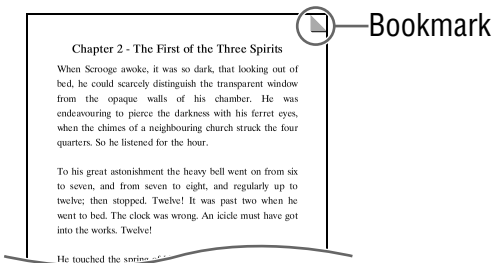 Bookmark
Chapter 2 - The First of the Three Spirits
When Scrooge awoke, it was so dark, that looking out of
bed, he could scarcely distinguish the transparent window
from the opaque walls of his chamber. He was
endeavouring to pierce the darkness with his ferret eyes,
when the chimes of a neighbouring church struck the four
quarters. So he listened for the hour.
To his great astonishment the heavy bell went on from six
to seven, and from seven to eight, and regularly up to
twelve; then stopped. Twelve! It was past two when he
went to bed. The clock was wrong. An icicle must have got
into the works. Twelve!
He touched the spring of